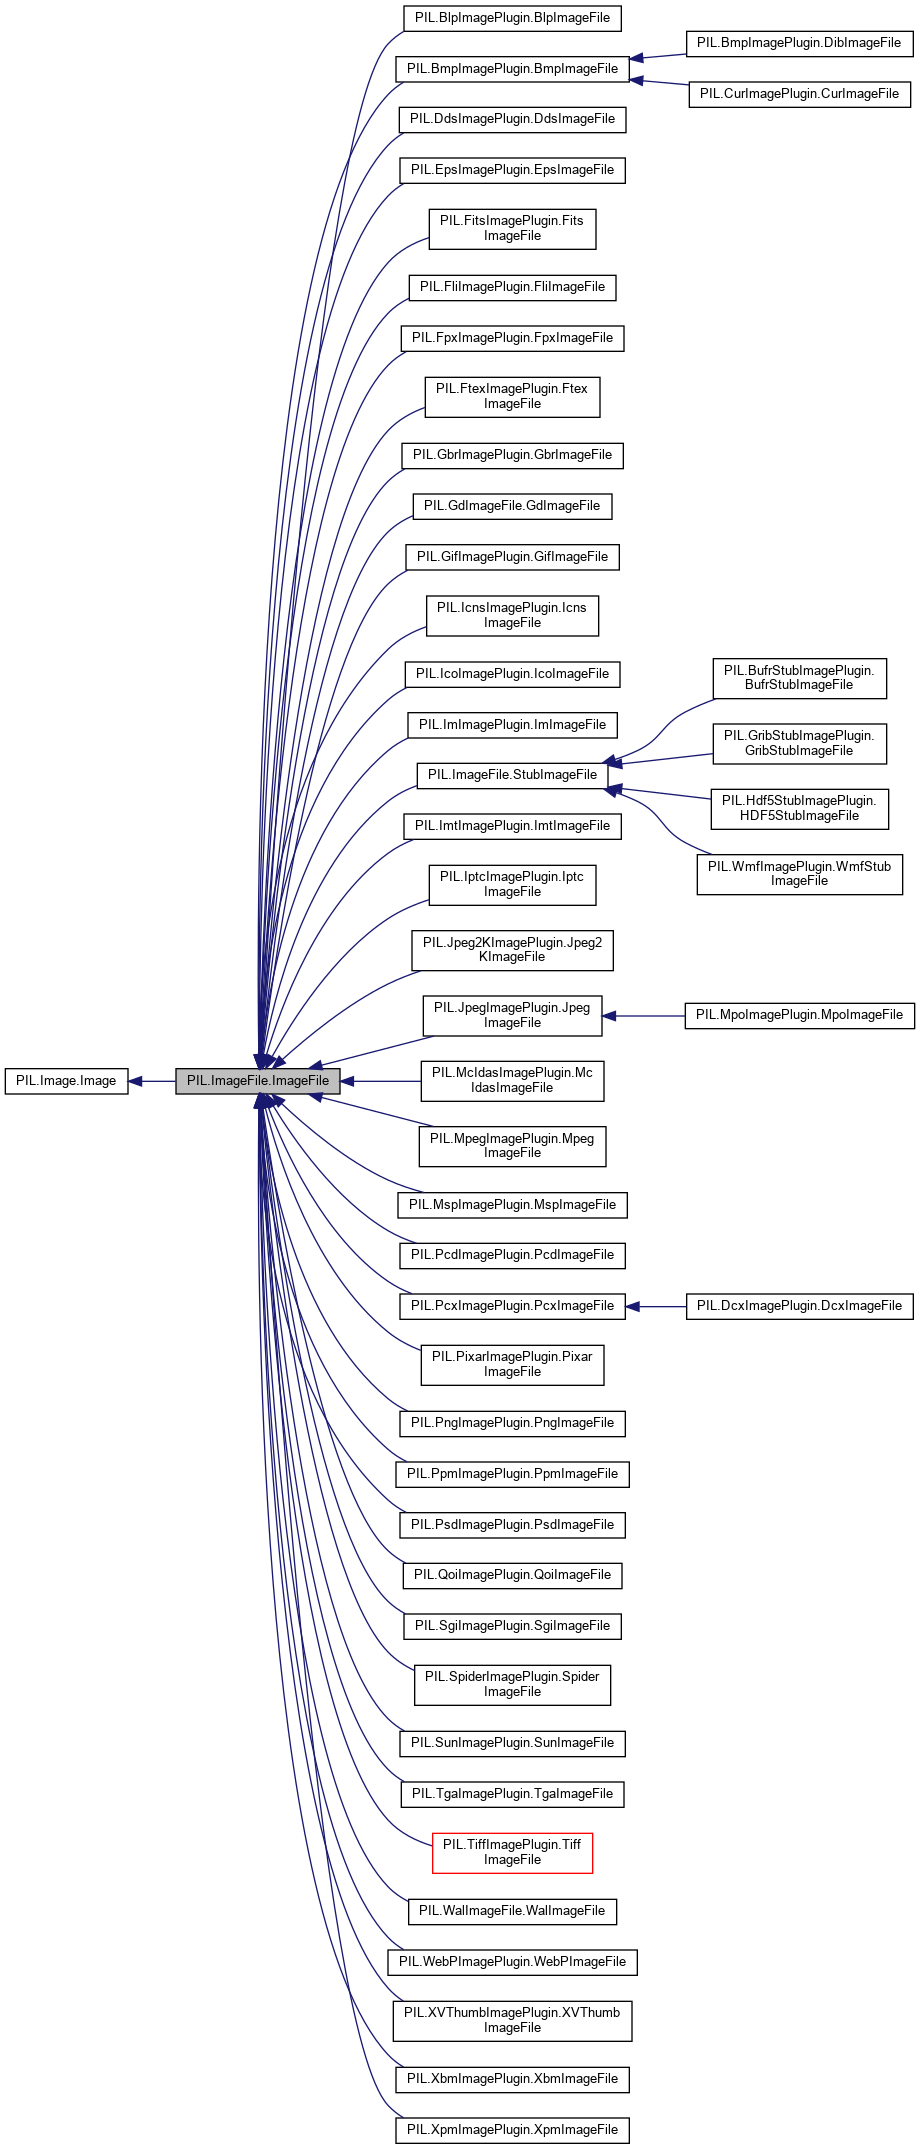 PIL.BlpImagePlugin.BlpImageFile
PIL.BmpImagePlugin.DibImageFile
PIL.BmpImagePlugin.BmpImageFile
PIL.CurImagePlugin.CurImageFile
PIL.DdsImagePlugin.DdsImageFile
PIL.EpsImagePlugin.EpsImageFile
PIL.FitsImagePlugin.Fits
ImageFile
PIL.FliImagePlugin.FliImageFile
PIL.FpxImagePlugin.FpxImageFile
PIL.FtexImagePlugin.Ftex
ImageFile
PIL.GbrImagePlugin.GbrImageFile
PIL.GdImageFile.GdImageFile
PIL.GifImagePlugin.GifImageFile
PIL.IcnsImagePlugin.Icns
ImageFile
PIL.IcoImagePlugin.IcoImageFile
PIL.BufrStubImagePlugin.
BufrStubImageFile
PIL.ImImagePlugin.ImImageFile
PIL.GribStubImagePlugin.
GribStubImageFile
PIL.ImageFile.StubImageFile
PIL.Hdf5StubImagePlugin.
HDF5StubImageFile
PIL.ImtImagePlugin.ImtImageFile
PIL.WmfImagePlugin.WmfStub
ImageFile
PIL.IptcImagePlugin.Iptc
ImageFile
PIL.Jpeg2KImagePlugin.Jpeg2
KImageFile
PIL.JpegImagePlugin.Jpeg
ImageFile
PIL.MpoImagePlugin.MpoImageFile
PIL.Image.Image
PIL.ImageFile.ImageFile
PIL.McIdasImagePlugin.Mc
IdasImageFile
PIL.MpegImagePlugin.Mpeg
ImageFile
PIL.MspImagePlugin.MspImageFile
PIL.PcdImagePlugin.PcdImageFile
PIL.PcxImagePlugin.PcxImageFile
PIL.DcxImagePlugin.DcxImageFile
PIL.PixarImagePlugin.Pixar
ImageFile
PIL.PngImagePlugin.PngImageFile
PIL.PpmImagePlugin.PpmImageFile
PIL.PsdImagePlugin.PsdImageFile
PIL.QoiImagePlugin.QoiImageFile
PIL.SgiImagePlugin.SgiImageFile
PIL.SpiderImagePlugin.Spider
ImageFile
PIL.SunImagePlugin.SunImageFile
PIL.TgaImagePlugin.TgaImageFile
PIL.TiffImagePlugin.Tiff
ImageFile
PIL.WalImageFile.WalImageFile
PIL.WebPImagePlugin.WebPImageFile
PIL.XVThumbImagePlugin.XVThumb
ImageFile
PIL.XbmImagePlugin.XbmImageFile
PIL.XpmImagePlugin.XpmImageFile